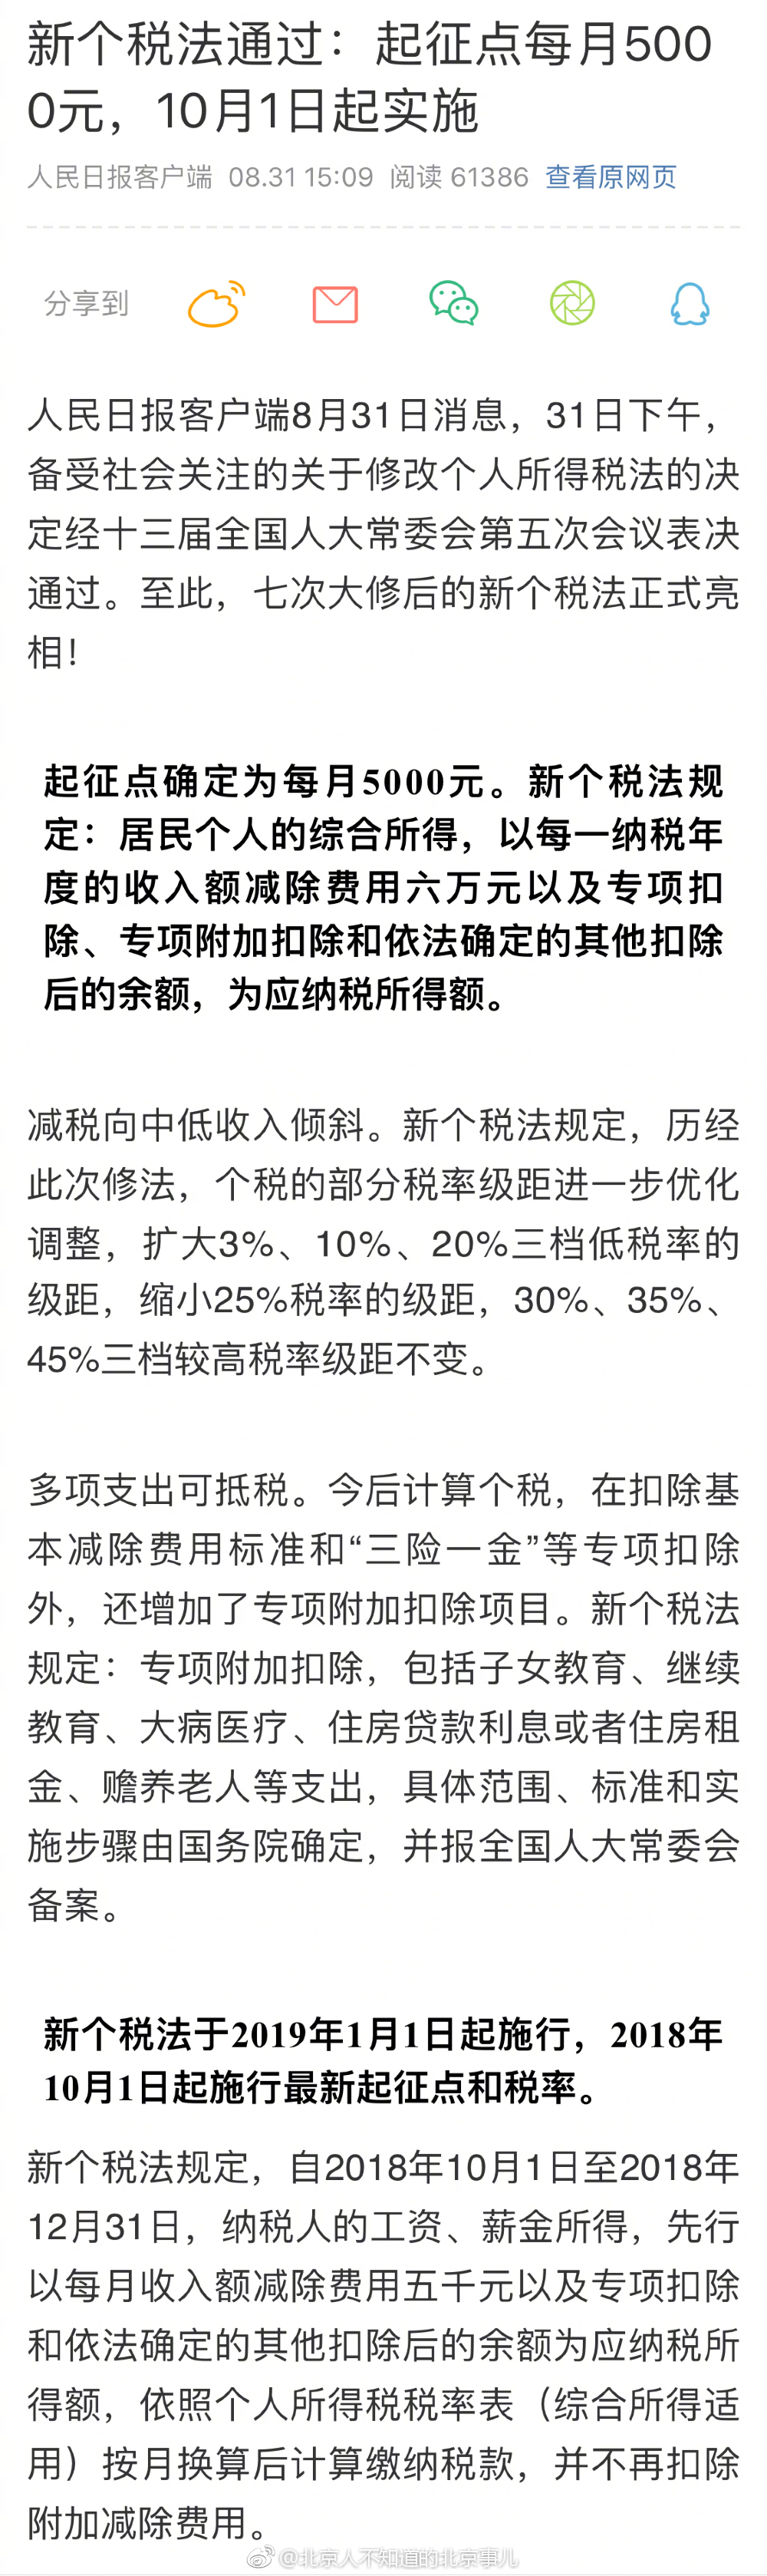 新个税法通过：起征点每月500
0元，10月1日起实施
人民日报客户端 08.31 15:09 阅读 61386 查看原网页
分享到
人民日报客户端8月31日消息，31日下午，
备受社会关注的关于修改个人所得税法的决
定经十三届全国人大常委会第五次会议表决
通过。至此，七次大修后的新个税法正式亮
相！
起征点确定为每月5000元。新个税法规
定：居民个人的综合所得，以每一纳税年
度的收入额减除费用六万元以及专项扣
除、专项附加扣除和依法确定的其他扣除
后的余额，为应纳税所得额。
减税向中低收入倾斜。新个税法规定，历经
此次修法，个税的部分税率级距进一步优化
调整，扩大3%、10%、20%三档低税率的
级距，缩小25%税率的级距，30%、35%、
45%三档较高税率级距不变。
多项支出可抵税。今后计算个税，在扣除基
本减除费用标准和“三险一金”等专项扣除
外，还增加了专项附加扣除项目。新个税法
规定：专项附加扣除，包括子女教育、继续
教育、大病医疗、住房贷款利息或者住房租
金、赡养老人等支出，具体范围、标准和实
施步骤由国务院确定，并报全国人大常委会
备案。
新个税法于2019年1月1日起施行，2018年
10月1日起施行最新起征点和税率。
新个税法规定，自2018年10月1日至2018年
12月31日，纳税人的工资、薪金所得，先行
以每月收入额减除费用五千元以及专项扣除
和依法确定的其他扣除后的余额为应纳税所
得额，依照个人所得税税率表（综合所得适
用）按月换算后计算缴纳税款，并不再扣除
附加减除费用。
@北京人不知道的北京事儿